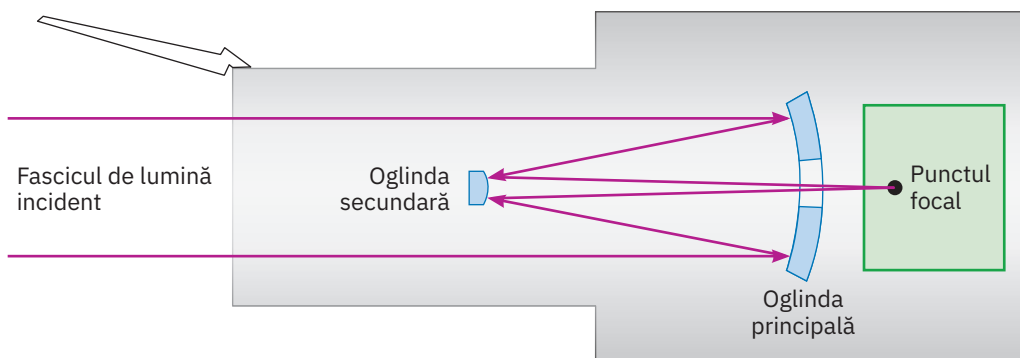 Fascicul de lumină
incident
Oglinda
secundară
Oglinda
principală
Punctul
focal